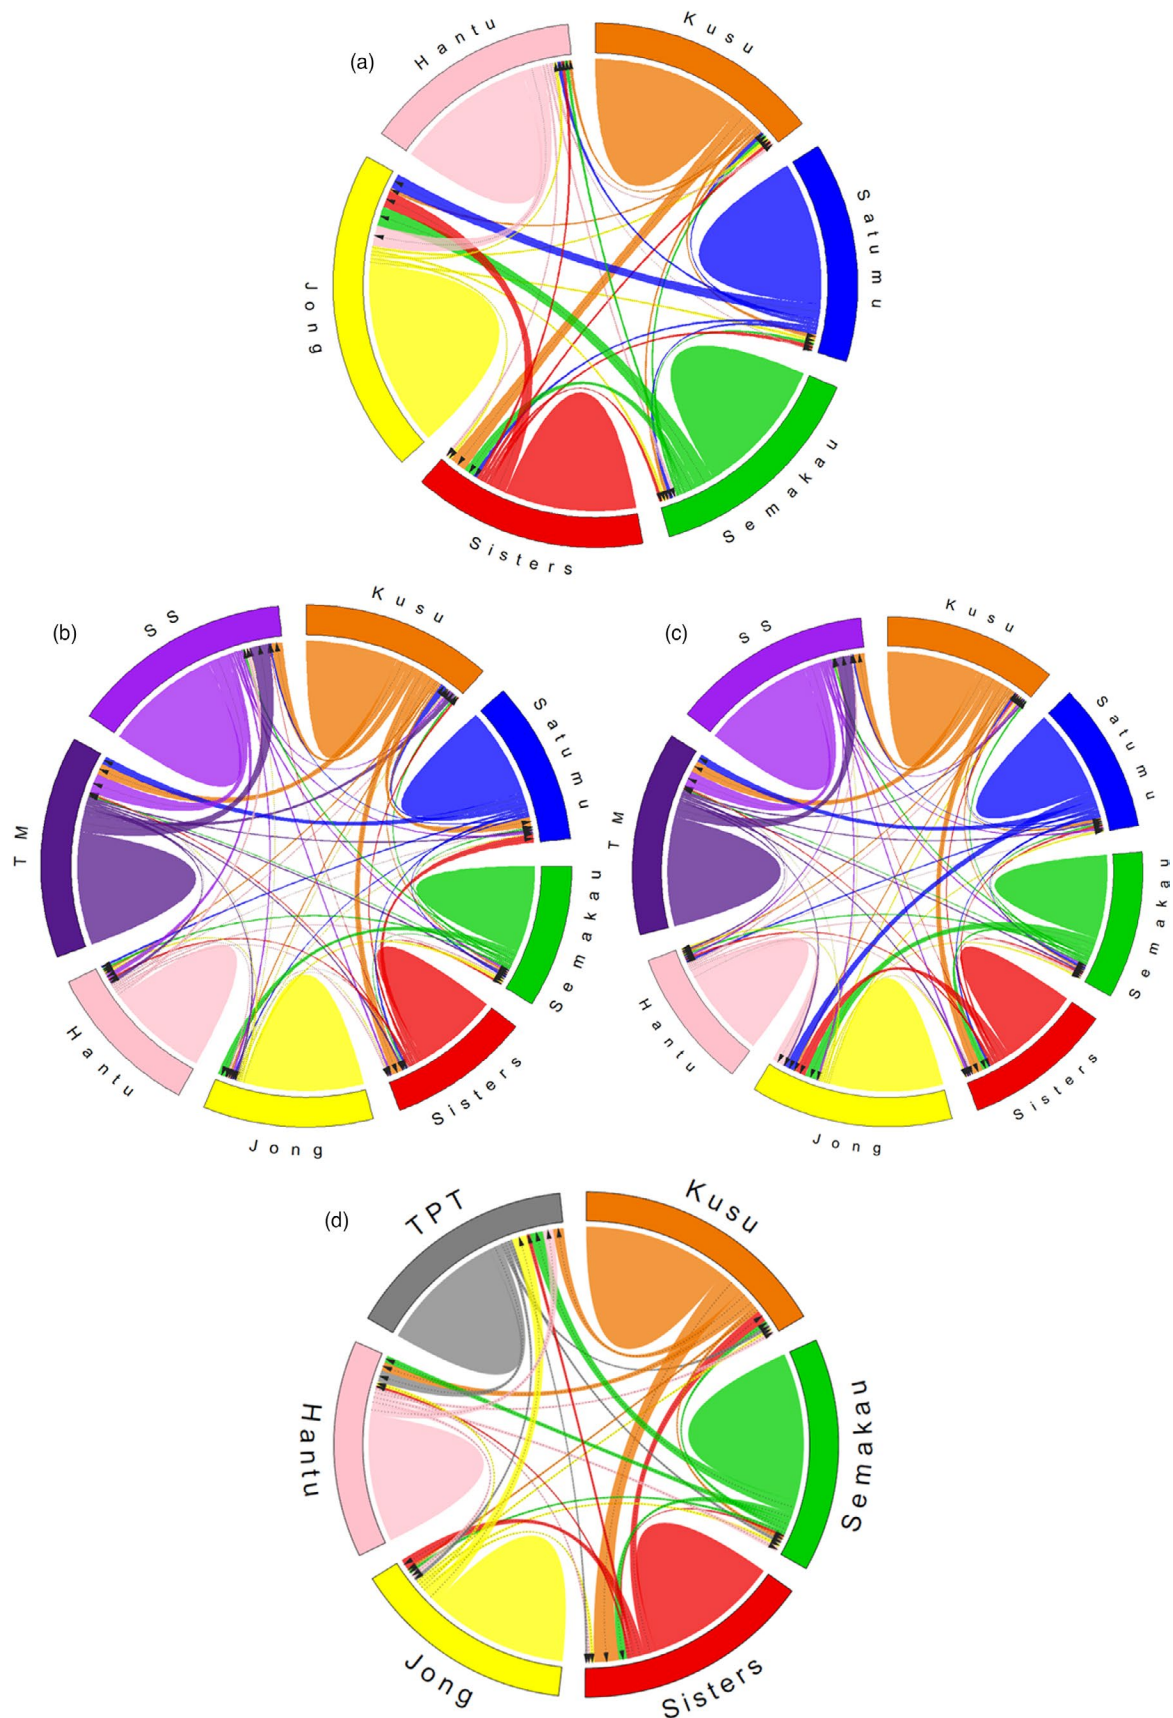 (a)
Hantu
Kusu
Satumu
Jong
Semakau
Sisters
(b)
SS
Kusu
Satumu
TM
Semakau
Hantu
Sisters
Jong
(c)
SS
Kusu
Satumu
TM
Semakau
Hantu
Sisters
Jong
(d)
TPT
Kusu
Hantu
Semakau
Jong
Sisters